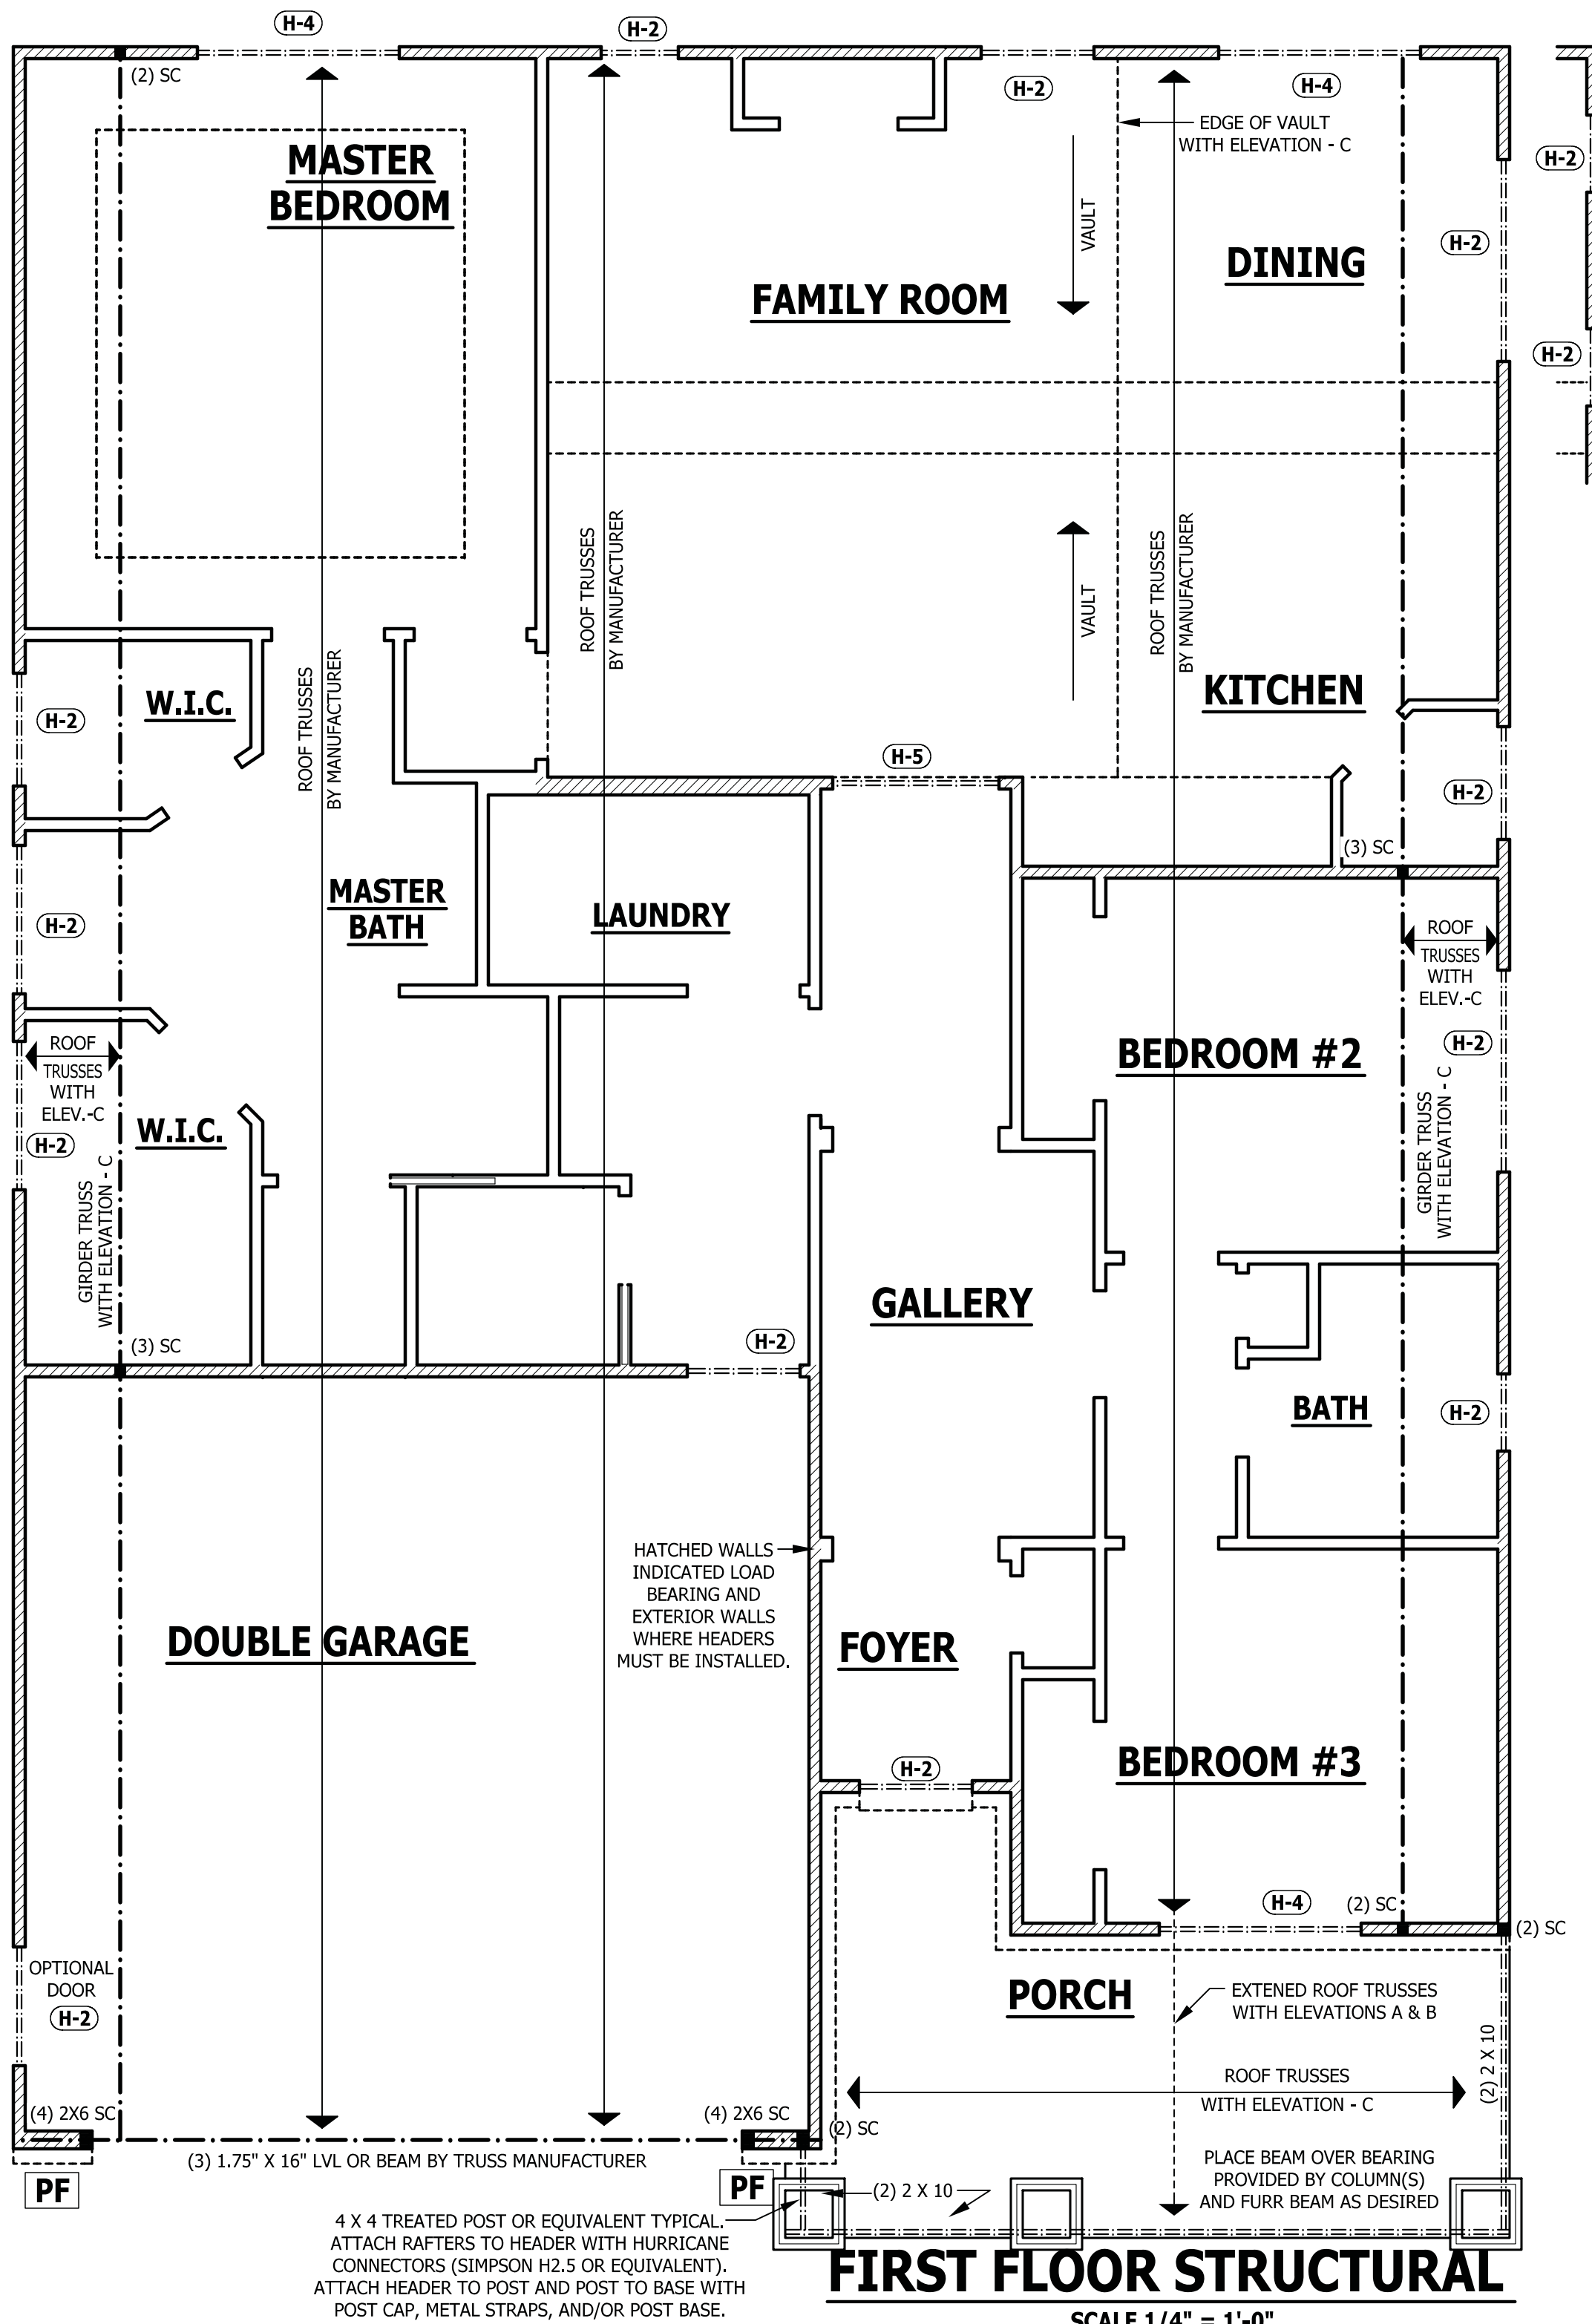 H-4
H-2
(2) SC
H-2
H-4
EDGE OF VAULT
WITH ELEVATION - C
MASTER
BEDROOM
H-2
VAULT
H-2
DINING
FAMILY ROOM
H-2
ROOF TRUSSES
BY MANUFACTURER
ROOF TRUSSES
BY MANUFACTURER
VAULT
ROOF TRUSSES
BY MANUFACTURER
W.I.C.
H-2
KITCHEN
H-5
H-2
(3) SC
MASTER
BATH
LAUNDRY
H-2
ROOF
TRUSSES
WITH
ELEV.-C
ROOF
TRUSSES
WITH
ELEV.-C
H-2
BEDROOM #2
H-2
W.I.C.
GIRDER TRUSS
WITH ELEVATION - C
GIRDER TRUSS
WITH ELEVATION - C
GALLERY
(3) SC
H-2
BATH
H-2
HATCHED WALLS
INDICATED LOAD
BEARING AND
EXTERIOR WALLS
WHERE HEADERS
MUST BE INSTALLED.
DOUBLE GARAGE
FOYER
H-2
BEDROOM #3
H-4
(2) SC
(2) SC
OPTIONAL
DOOR
H-2
PORCH
EXTENED ROOF TRUSSES
WITH ELEVATIONS A & B
(2) 2 X 10
ROOF TRUSSES
WITH ELEVATION - C
(4) 2X6 SC
(4) 2X6 SC
(2) SC
(3) 1.75" X 16" LVL OR BEAM BY TRUSS MANUFACTURER
PLACE BEAM OVER BEARING
PROVIDED BY COLUMN(S)
AND FURR BEAM AS DESIRED
PF
PF
(2) 2 X 10
4 X 4 TREATED POST OR EQUIVALENT TYPICAL.
ATTACH RAFTERS TO HEADER WITH HURRICANE
CONNECTORS (SIMPSON H2.5 OR EQUIVALENT).
ATTACH HEADER TO POST AND POST TO BASE WITH
POST CAP, METAL STRAPS, AND/OR POST BASE.
FIRST FLOOR STRUCTURAL
SCALE 1/4" = 1'-0"